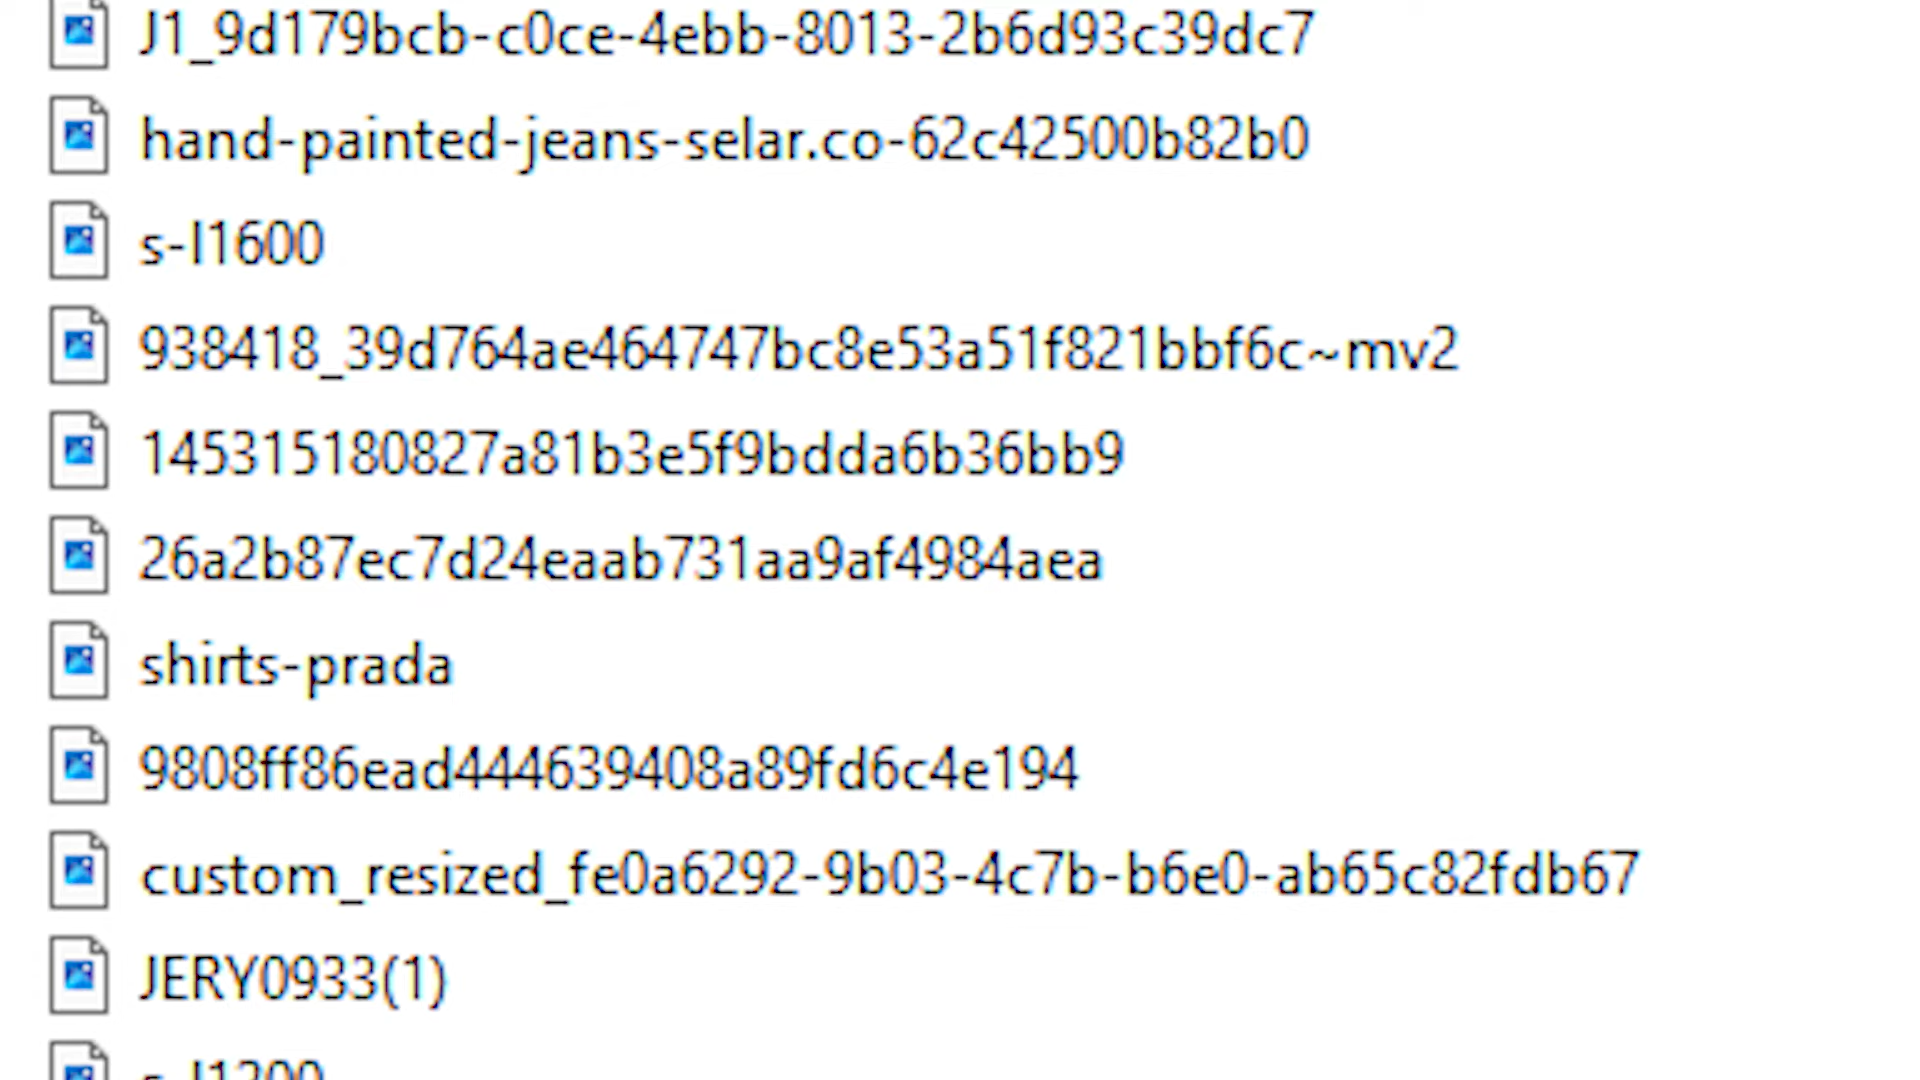 J1_9d179bcb-c0ce-4ebb-8013-2b6d93c39dc7
hand-painted-jeans-selar.co-62c42500b82b0
s-l1600
938418_39d764ae464747bc8e53a51f821bbf6c~mv2
145315180827a81b3e5f9bdda6b36bb9
26a2b87ec7d24eaab731aa9af4984aea
shirts-prada
9808ff86ead444639408a89fd6c4e194
custom_resized_fe0a6292-9b03-4c7b-b6e0-ab65c82fdb67
JERY0933(1)
s-l1200